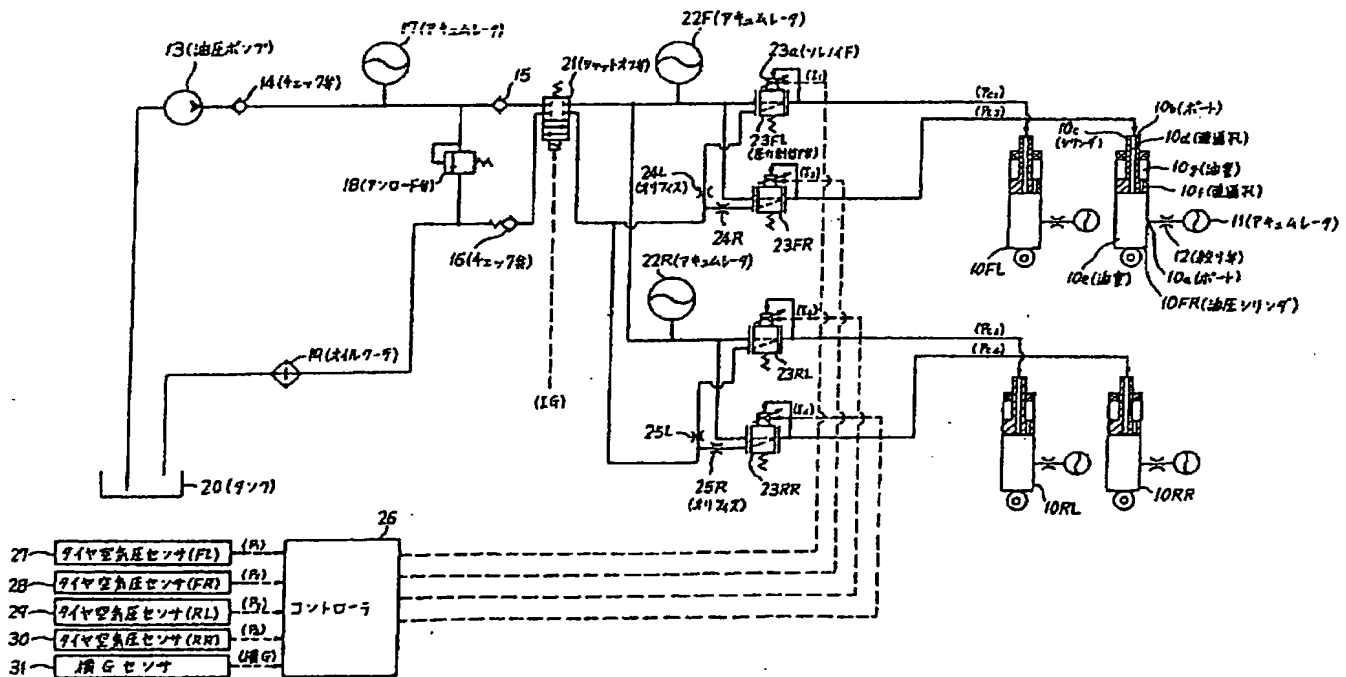 13(油圧ポンプ)
14(チェック弁)
17(アキュムレータ)
15
21(シャットオフ弁)
22F(アキュムレータ)
23a(ソレノイド)
(I1)
23FL
(圧力制御弁)
24L
(オリフィス)
24R
23FR
18(アンロード弁)
16(チェック弁)
22R(アキュムレータ)
19(オイルクーラ)
(IG)
20(タンク)
23RL
25L
25R
(オリフィス)
23RR
10c
(シリンダ)
10b(ポート)
10d(連通孔)
10g(油室)
10f(連通孔)
11(アキュムレータ)
12(絞り弁)
10a(ポート)
10FR(油圧シリンダ)
10e(油室)
10FL
10RL
10RR
26
コントローラ
27
タイヤ空気圧センサ(FL)
28
タイヤ空気圧センサ(FR)
29
タイヤ空気圧センサ(RL)
30
タイヤ空気圧センサ(RR)
31
横Gセンサ
(横G)